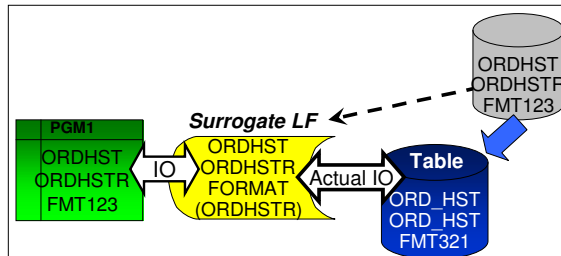 ORDHST
ORDHSTR
FMT123
Surrogate LF
PGM1
ORDHST
ORDHSTR
FMT123
IO
ORDHST
ORDHSTR
FORMAT
(ORDHSTR)
Actual IO
Table
ORD_HST
ORD_HST
FMT321